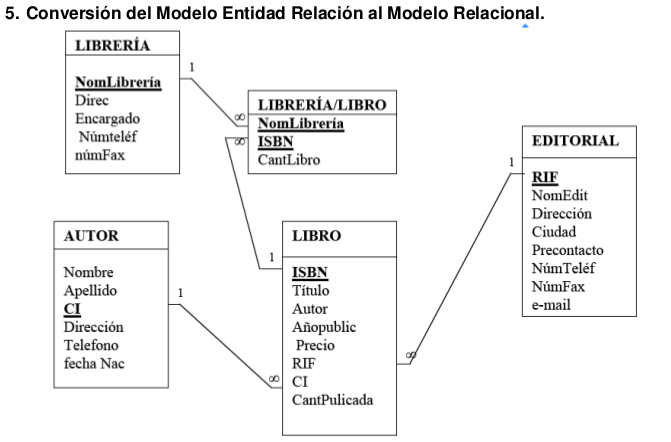 5. Conversión del Modelo Entidad Relación al Modelo Relacional.
LIBRERÍA
NomLibrería
Direc
Encargado
Númteléf
númFax
1
∞
LIBRERÍA/LIBRO
NomLibrería
ISBN
CantLibro
∞
1
EDITORIAL
RIF
NomEdit
Dirección
Ciudad
Precontacto
NúmTeléf
NúmFax
e-mail
1
∞
AUTOR
Nombre
Apellido
CI
Dirección
Telefono
fecha Nac
1
∞
LIBRO
ISBN
Título
Autor
Añopublic
Precio
RIF
CI
CantPulicada